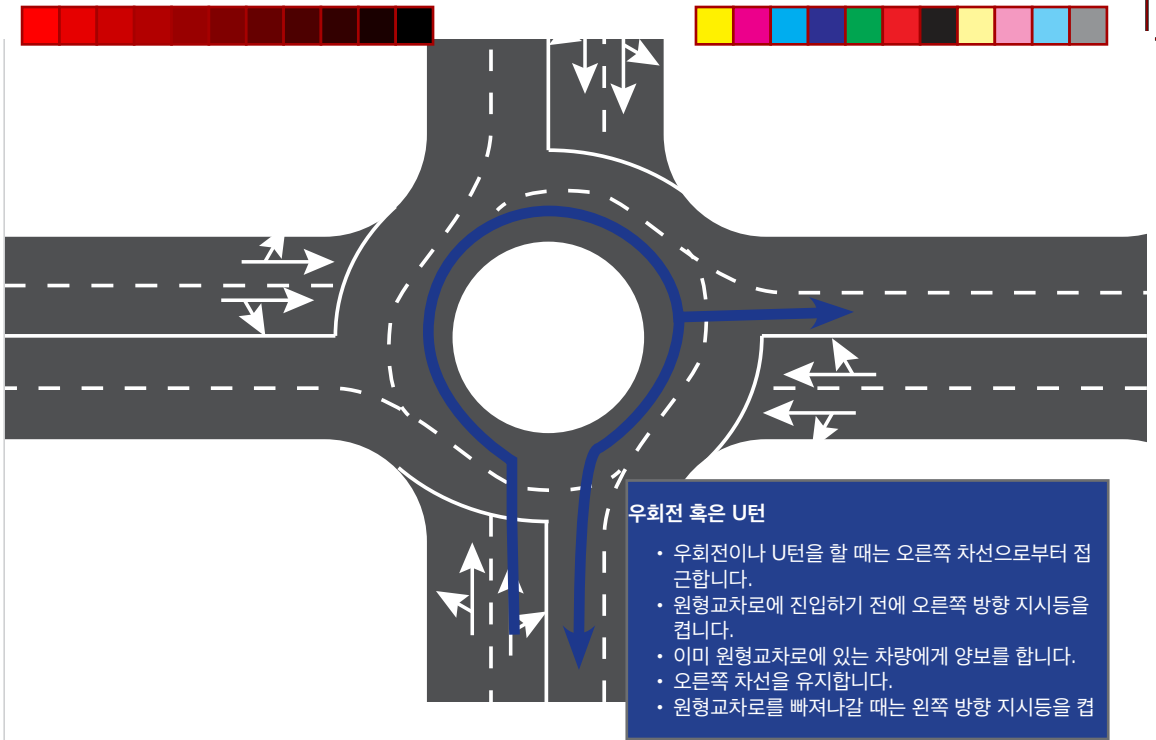 우회전 혹은 U턴
• 우회전이나 U턴을 할 때는 오른쪽 차선으로부터 접
근합니다.
• 원형교차로에 진입하기 전에 오른쪽 방향 지시등을
켭니다.
• 이미 원형교차로에 있는 차량에게 양보를 합니다.
• 오른쪽 차선을 유지합니다.
• 원형교차로를 빠져나갈 때는 왼쪽 방향 지시등을 켭